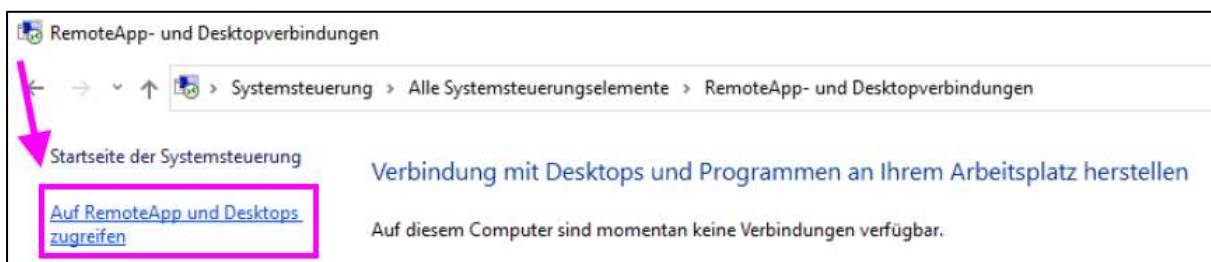 RemoteApp- und Desktopverbindungen
Systemsteuerung > Alle Systemsteuerungselemente > RemoteApp- und Desktopverbindungen
Startseite der Systemsteuerung
Verbindung mit Desktops und Programmen an Ihrem Arbeitsplatz herstellen
Auf RemoteApp und Desktops
zugreifen
Auf diesem Computer sind momentan keine Verbindungen verfügbar.